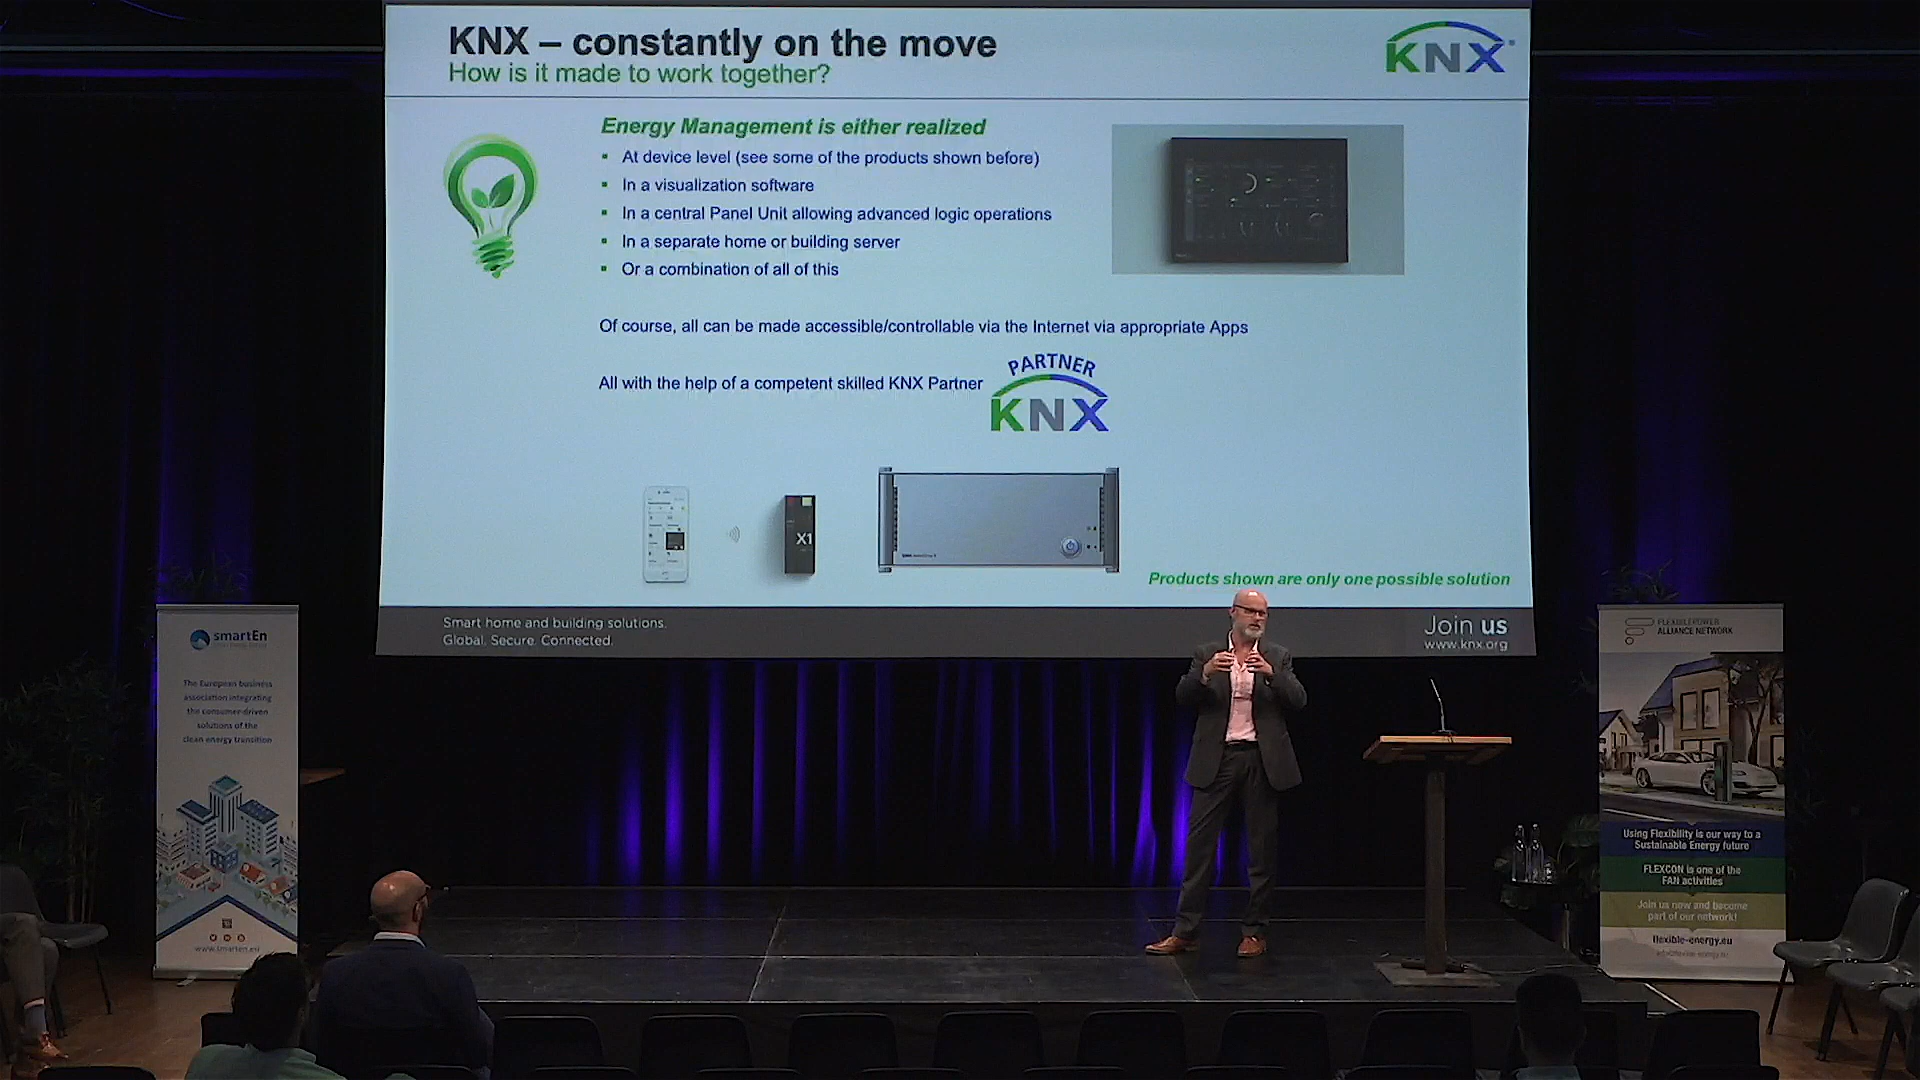 KNX – constantly on the move
How is it made to work together?
KNX
Energy Management is either realized
At device level (see some of the products shown before)
In a visualization software
In a central Panel Unit allowing advanced logic operations
In a separate home or building server
Or a combination of all of this
Of course, all can be made accessible/controllable via the Internet via appropriate Apps
All with the help of a competent skilled KNX Partner
PARTNER
KNX
X1
Products shown are only one possible solution
Smart home and building solutions.
Global. Secure. Connected.
Join us
www.knx.org
smartEn
The European business
association integrating
the consumer-driven
solutions of the
clean energy transition
www.smarten.eu
FLEXIBLEPOWER
ALLIANCE NETWORK
Using Flexibility is our way to a
Sustainable Energy future
FLEXCON is one of the
FAN activities
Join us now and become
part of our network!
flexible-energy.eu